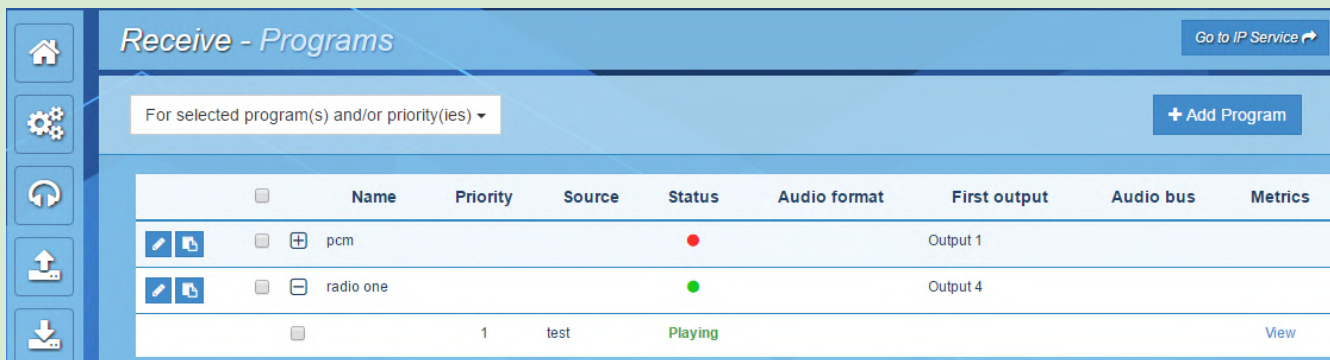 Receive - Programs
Go to IP Service
For selected program(s) and/or priority(ies)
+ Add Program
Name Priority Source Status Audio format First output Audio bus Metrics
pcm Output 1
radio one Output 4
1 test Playing View